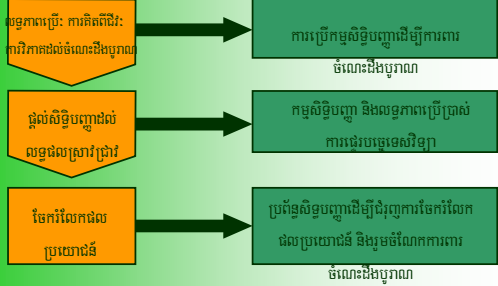 លទ្ធភាពប្រើ: ការគិតពីជីវ:
ការវិភាគដល់ចំណេះដឹងបូរាណ
ការប្រើកម្មសិទ្ធិបញ្ញាដើម្បីការពារ
ចំណេះដឹងបូរាណ
ផ្តល់សិទ្ធិបញ្ញាដល់
លទ្ធផលស្រាវជ្រាវ
កម្មសិទ្ធិបញ្ញា និងលទ្ធភាពប្រើប្រាស់
ការផ្ទេរបច្ចេទេសវិទ្យា
ចែករំលែកផល
ប្រយោជន៍
ប្រព័ន្ធសិទ្ធបញ្ញាដើម្បីជំរុញការចែករំលែក
ផលប្រយោជន៍ និងរួមចំណែកការពារ
ចំណេះដឹងបូរាណ